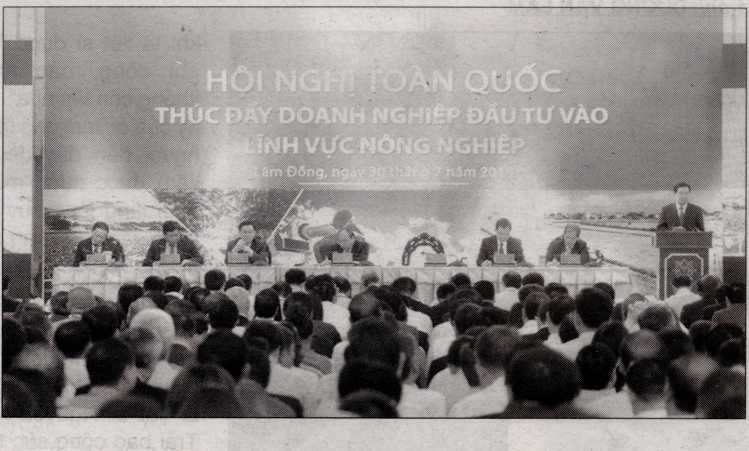 HỘI NGHỊ TOÀN QUỐC
THÚC ĐẨY DOANH NGHIỆP ĐẦU TƯ VÀO
LĨNH VỰC NÔNG NGHIỆP
Lâm Đồng, ngày 30 tháng 7 năm